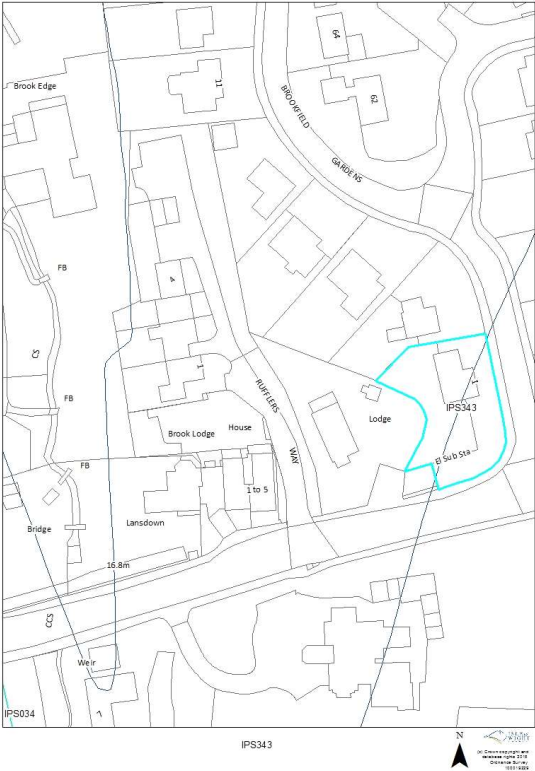 64
11
Brook Edge
62
BROOKFIELD
GARDENS
FB
4
CS
1
1
RUFFLERS
IPS343
FB
Lodge
House
Brook Lodge
WAY
El Sub Sta
FB
1 to 5
Bridge
Lansdown
16.8m
CCS
Weir
7
IPS034
N
IPS343
(c) Crown copyright and
database rights 2016
Ordnance Survey